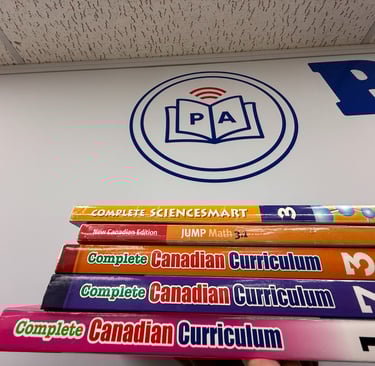 P A
P
COMPLETE SCIENCESMART 3
New Canadian Edition JUMP Math 3.1
Complete Canadian Curriculum 3
Complete Canadian Curriculum 7
Complete Canadian Curriculum 1